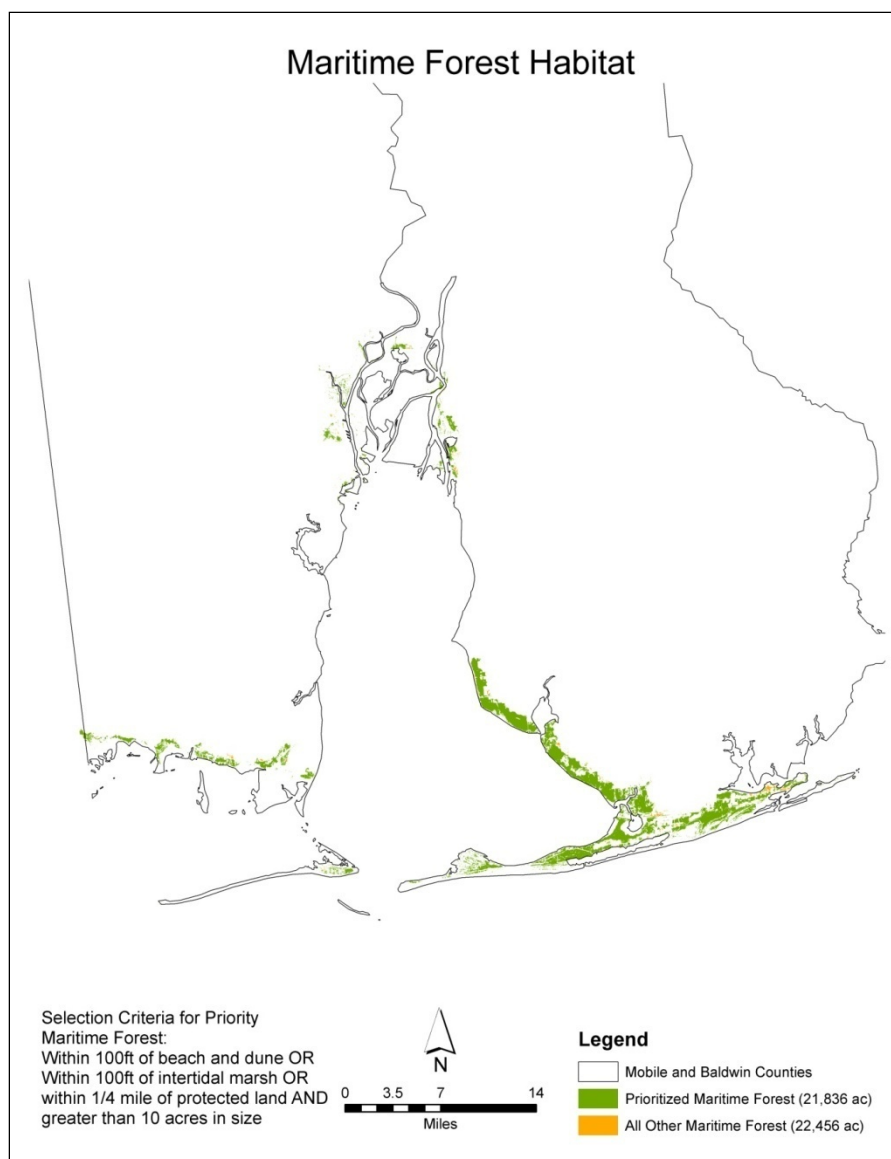 Maritime Forest Habitat
Selection Criteria for Priority
Maritime Forest:
Within 100ft of beach and dune OR
Within 100ft of intertidal marsh OR
within 1/4 mile of protected land AND
greater than 10 acres in size
N
0 3.5 7 14
Miles
Legend
Mobile and Baldwin Counties
Prioritized Maritime Forest (21,836 ac)
All Other Maritime Forest (22,456 ac)